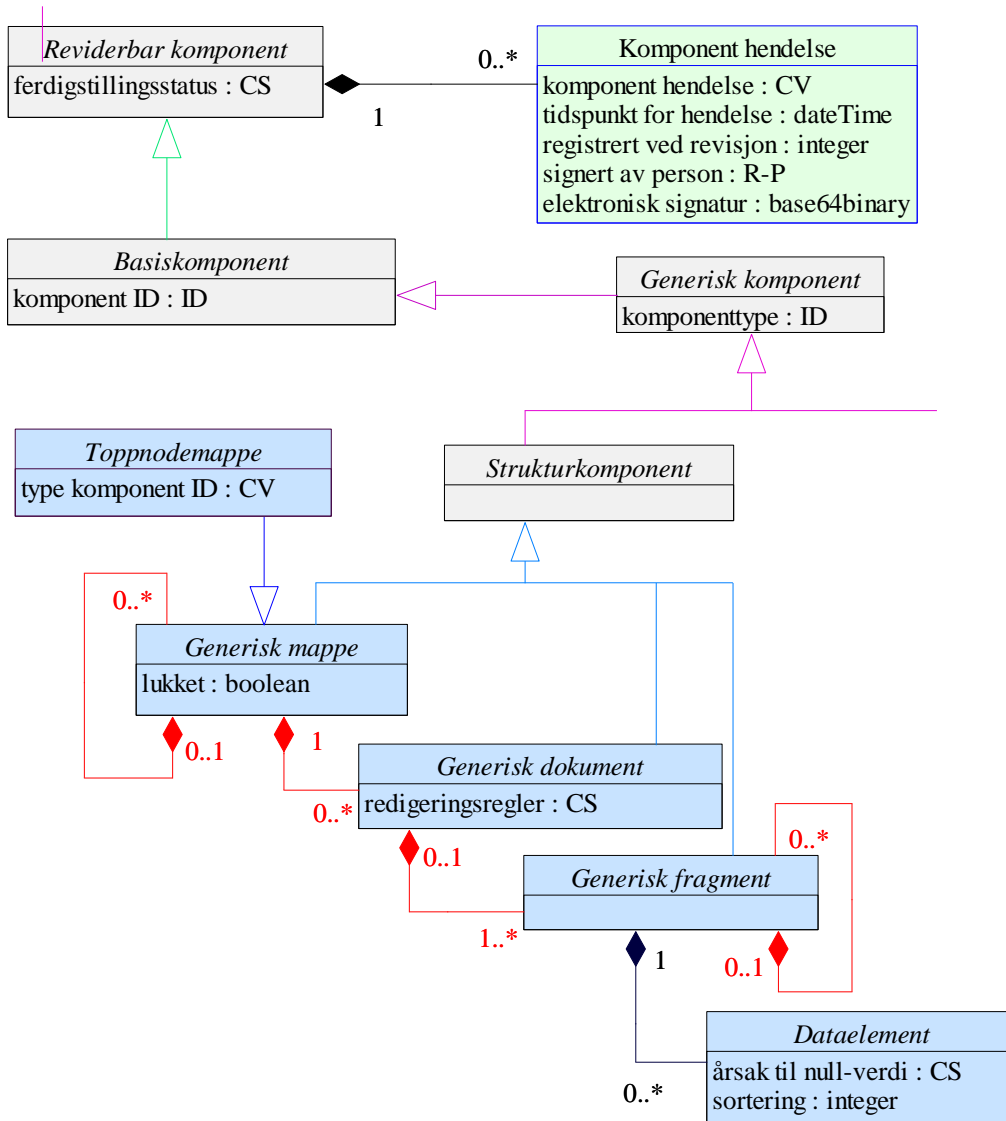 Reviderbar komponent
ferdigstillingsstatus : CS
1
0..*
Komponent hendelse
komponent hendelse : CV
tidspunkt for hendelse : dateTime
registrert ved revisjon : integer
signert av person : R-P
elektronisk signatur : base64binary
Basiskomponent
komponent ID : ID
Generisk komponent
komponenttype : ID
Toppnodemappe
type komponent ID : CV
Strukturkomponent
0..*
Generisk mappe
lukket : boolean
0..1
1
0..*
Generisk dokument
redigeringsregler : CS
0..1
1..*
0..*
Generisk fragment
1
0..1
0..*
Dataelement
årsak til null-verdi : CS
sortering : integer